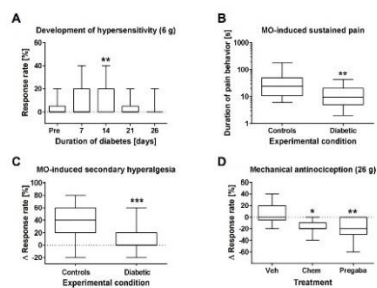 A
Development of hypersensitivity (6 g)
Response rate [%]
60
40
20
0
**
Pre 7 14 21 26
Duration of diabetes [days]
B
MO-induced sustained pain
Duration of pain behavior [s]
1000
100
10
1
**
Controls Diabetic
Experimental condition
C
MO-induced secondary hyperalgesia
Δ Response rate [%]
100
80
60
40
20
0
-20
***
Controls Diabetic
Experimental condition
D
Mechanical antinociception (26 g)
Δ Response rate [%]
60
40
20
0
-20
-40
-60
* **
Veh Chem Pregaba
Treatment